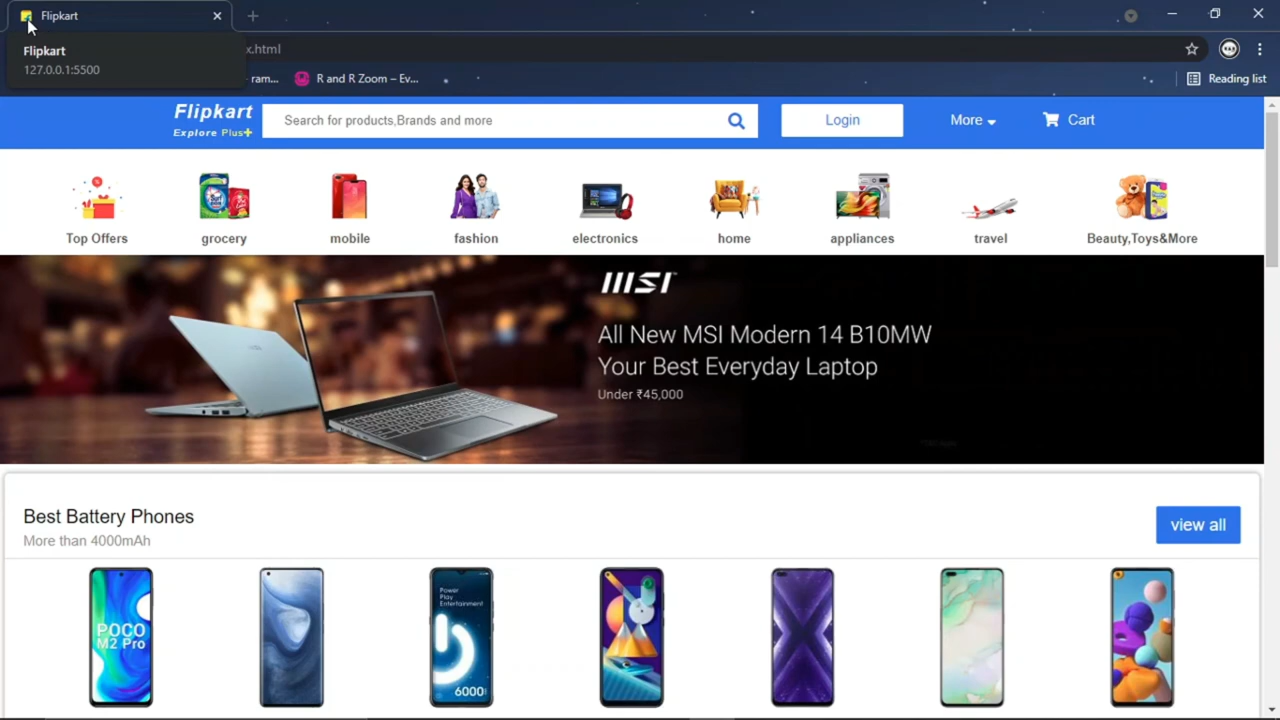 Flipkart
Flipkart
127.0.0.1:5500
x.html
ram...
R and R Zoom – Ev...
Reading list
Flipkart
Explore Plus
Search for products,Brands and more
Login
More
Cart
Top Offers
grocery
mobile
fashion
electronics
home
appliances
travel
Beauty,Toys&More
msi
All New MSI Modern 14 B10MW
Your Best Everyday Laptop
Under ₹45,000
Best Battery Phones
More than 4000mAh
view all
POCO
M2 Pro
Power
Play
Entertainment
6000